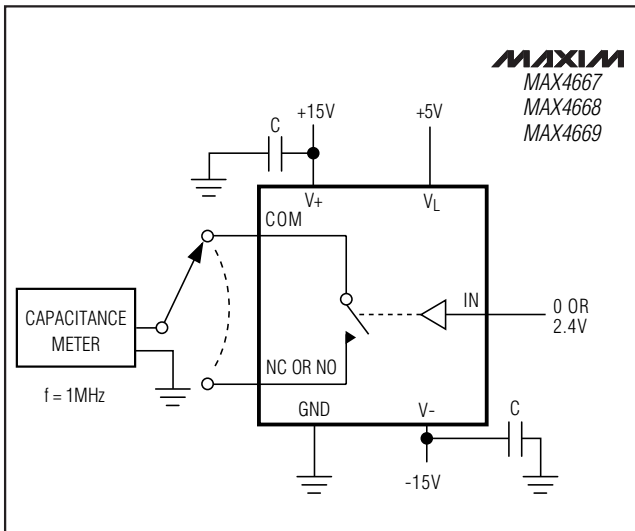 MAXIM
MAX4667
MAX4668
MAX4669
C
+15V
+5V
V+
VL
COM
IN
0 OR
2.4V
CAPACITANCE
METER
NC OR NO
f = 1MHz
GND
V-
C
-15V